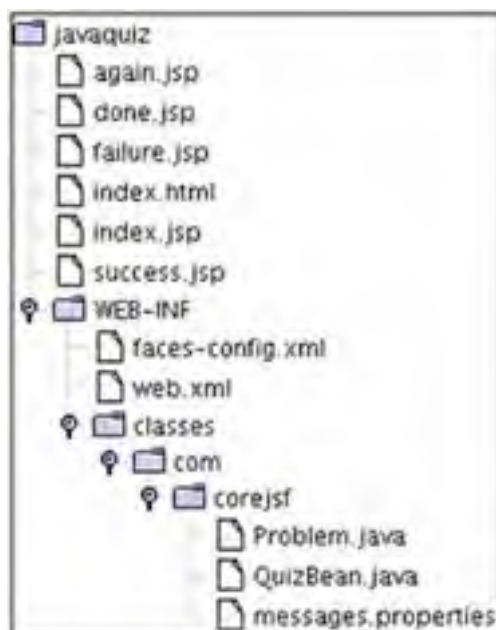 javaquiz
again.jsp
done.jsp
failure.jsp
index.html
index.jsp
success.jsp
WEB-INF
faces-config.xml
web.xml
classes
com
corejsf
Problem.java
QuizBean.java
messages.properties